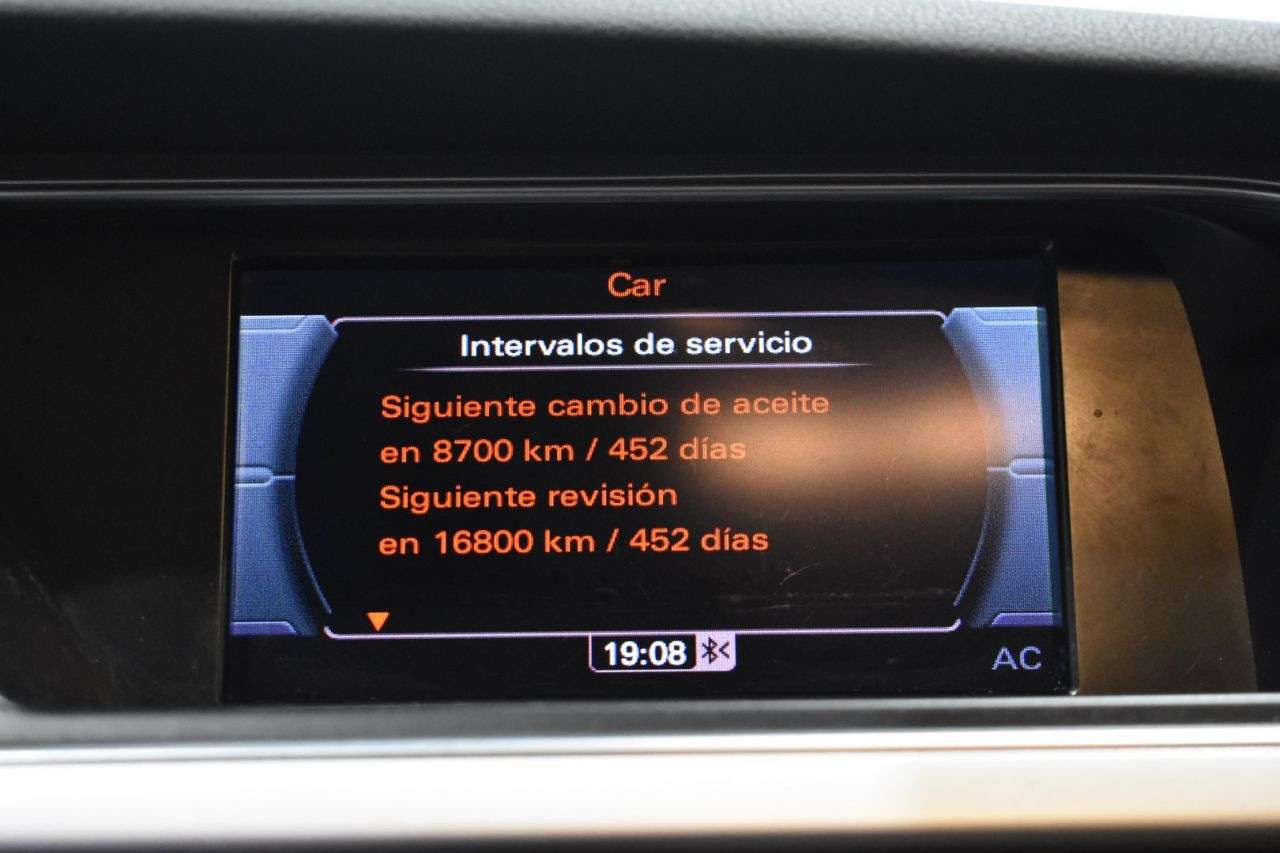 Car
Intervalos de servicio
Siguiente cambio de aceite
en 8700 km / 452 días
Siguiente revisión
en 16800 km / 452 días
19:08
AC